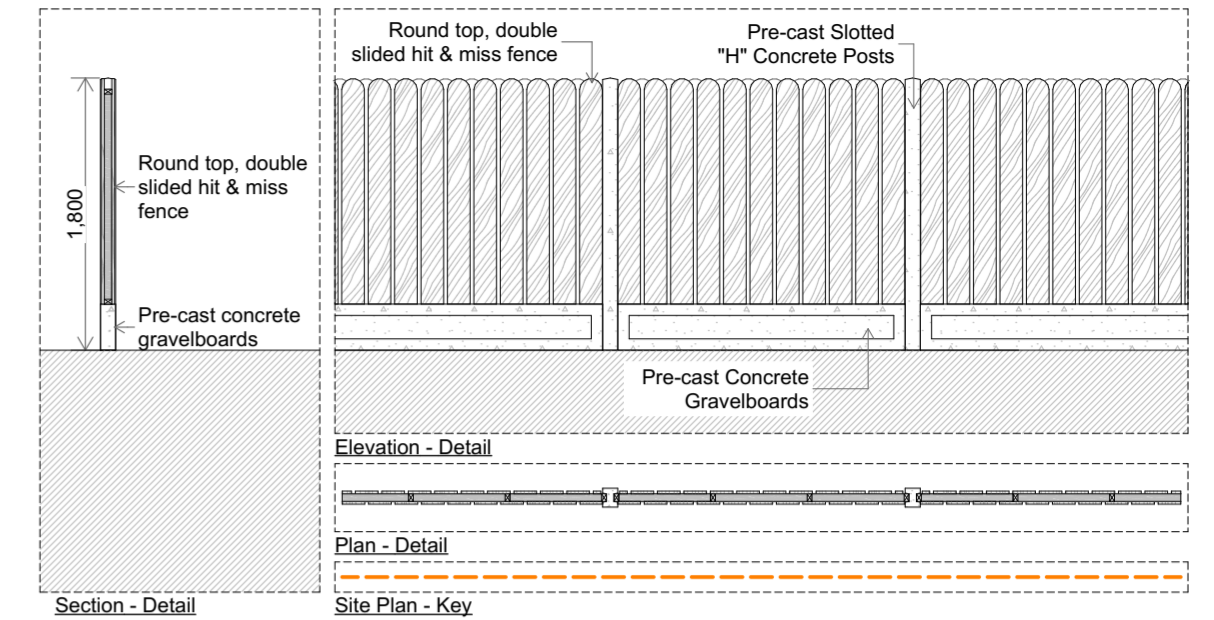 Round top, double
slided hit & miss fence
Pre-cast Slotted
"H" Concrete Posts
1,800
Round top, double
slided hit & miss
fence
Pre-cast concrete
gravelboards
Pre-cast Concrete
Gravelboards
Elevation - Detail
Plan - Detail
Section - Detail
Site Plan - Key